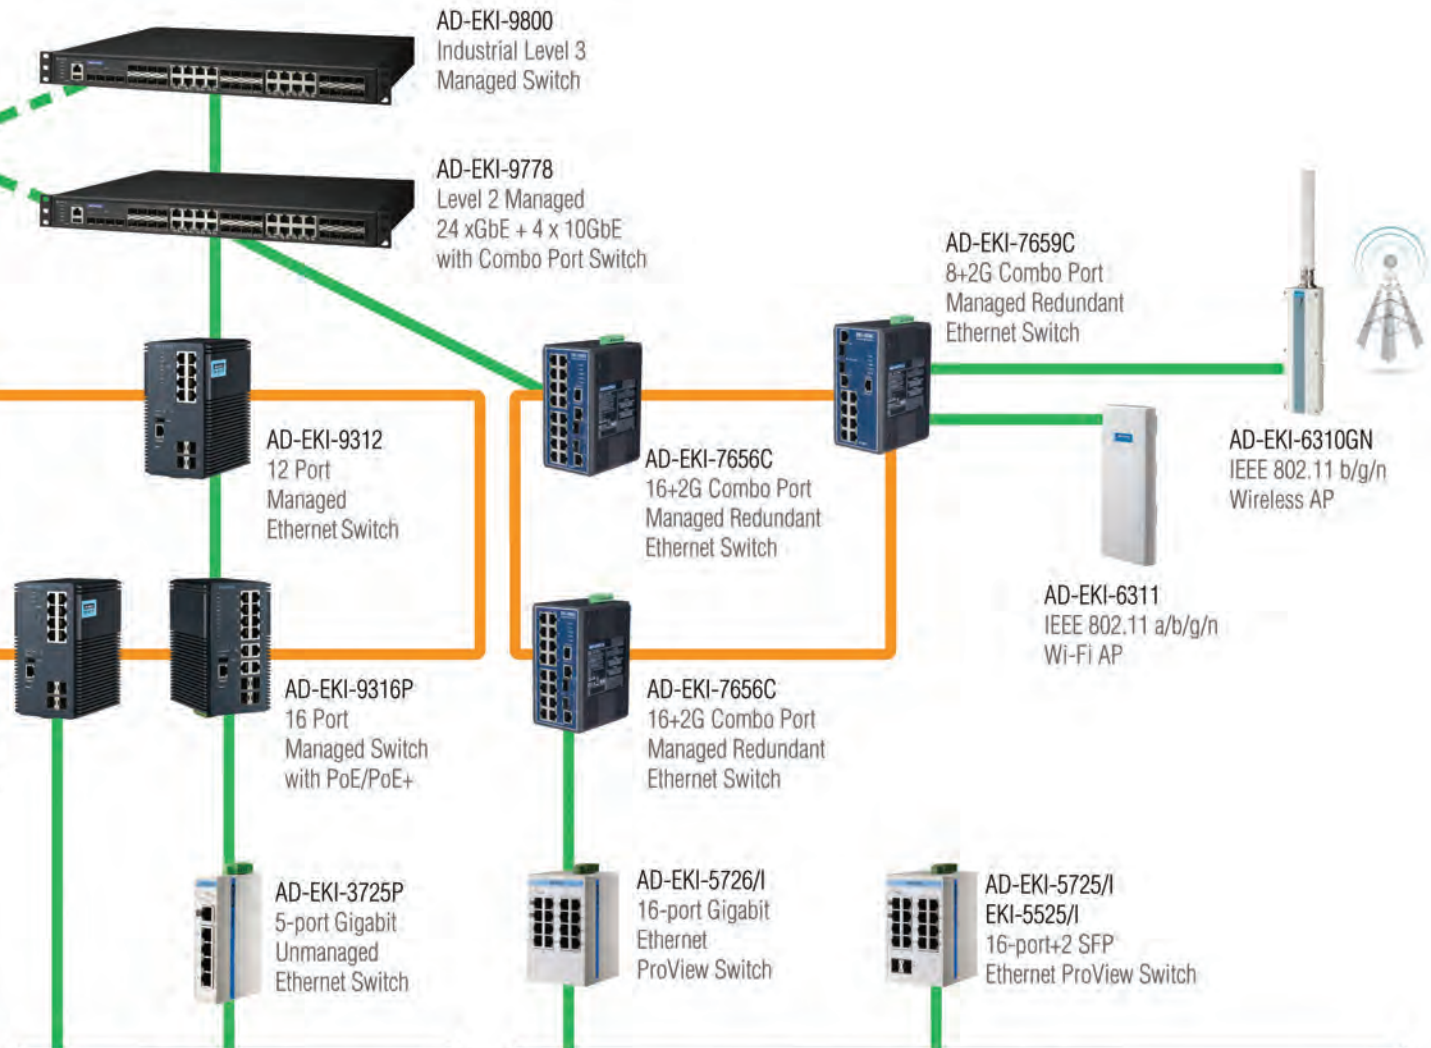 AD-EKI-9800
Industrial Level 3
Managed Switch
AD-EKI-9778
Level 2 Managed
24 xGbE + 4 x 10GbE
with Combo Port Switch
AD-EKI-7659C
8+2G Combo Port
Managed Redundant
Ethernet Switch
AD-EKI-9312
12 Port
Managed
Ethernet Switch
AD-EKI-7656C
16+2G Combo Port
Managed Redundant
Ethernet Switch
AD-EKI-6310GN
IEEE 802.11 b/g/n
Wireless AP
AD-EKI-6311
IEEE 802.11 a/b/g/n
Wi-Fi AP
AD-EKI-9316P
16 Port
Managed Switch
with PoE/PoE+
AD-EKI-7656C
16+2G Combo Port
Managed Redundant
Ethernet Switch
AD-EKI-3725P
5-port Gigabit
Unmanaged
Ethernet Switch
AD-EKI-5726/I
16-port Gigabit
Ethernet
ProView Switch
AD-EKI-5725/I
EKI-5525/I
16-port+2 SFP
Ethernet ProView Switch